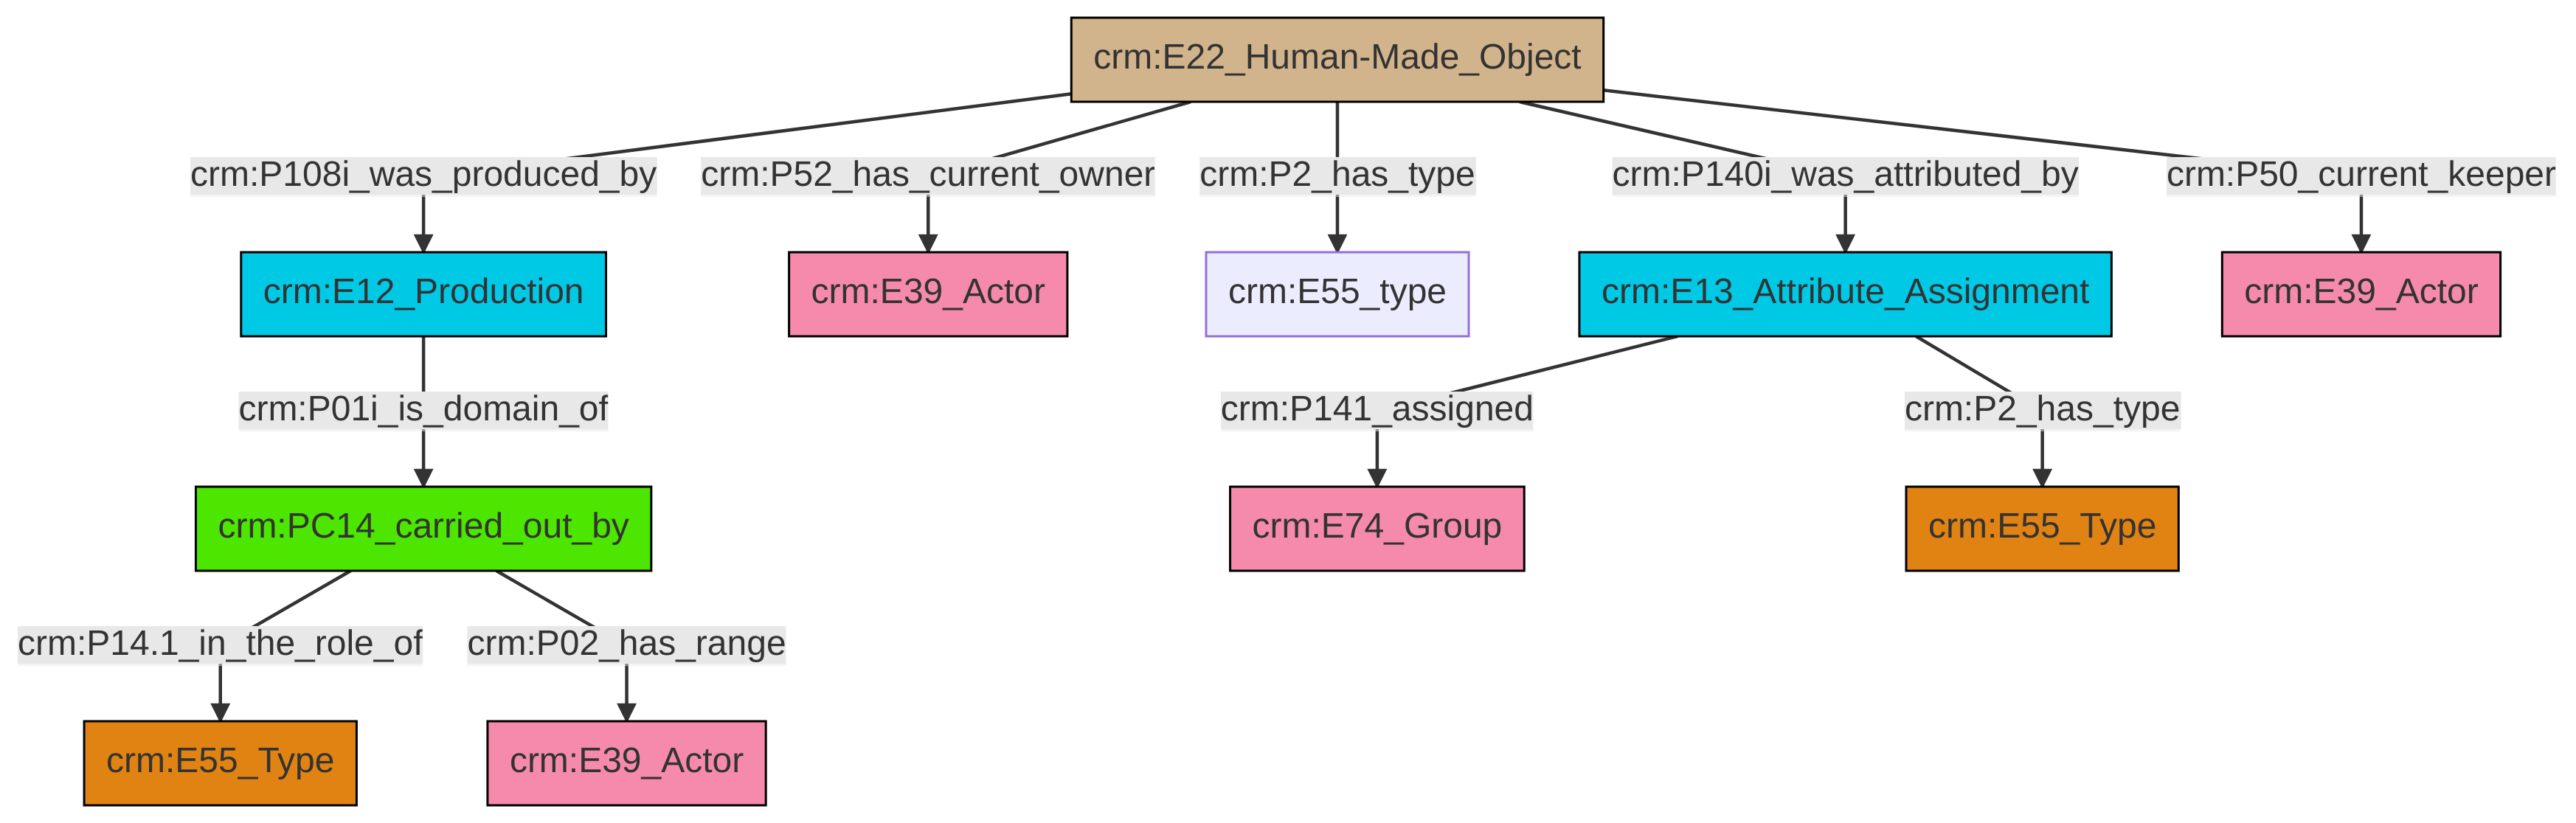 crm:E22_Human-Made_Object
crm:P108i_was_produced_by
crm:P52_has_current_owner
crm:P2_has_type
crm:P140i_was_attributed_by
crm:P50_current_keeper
crm:E12_Production
crm:E39_Actor
crm:E55_type
crm:E13_Attribute_Assignment
crm:E39_Actor
crm:P01i_is_domain_of
crm:P141_assigned
crm:P2_has_type
crm:PC14_carried_out_by
crm:E74_Group
crm:E55_Type
crm:P14.1_in_the_role_of
crm:P02_has_range
crm:E55_Type
crm:E39_Actor